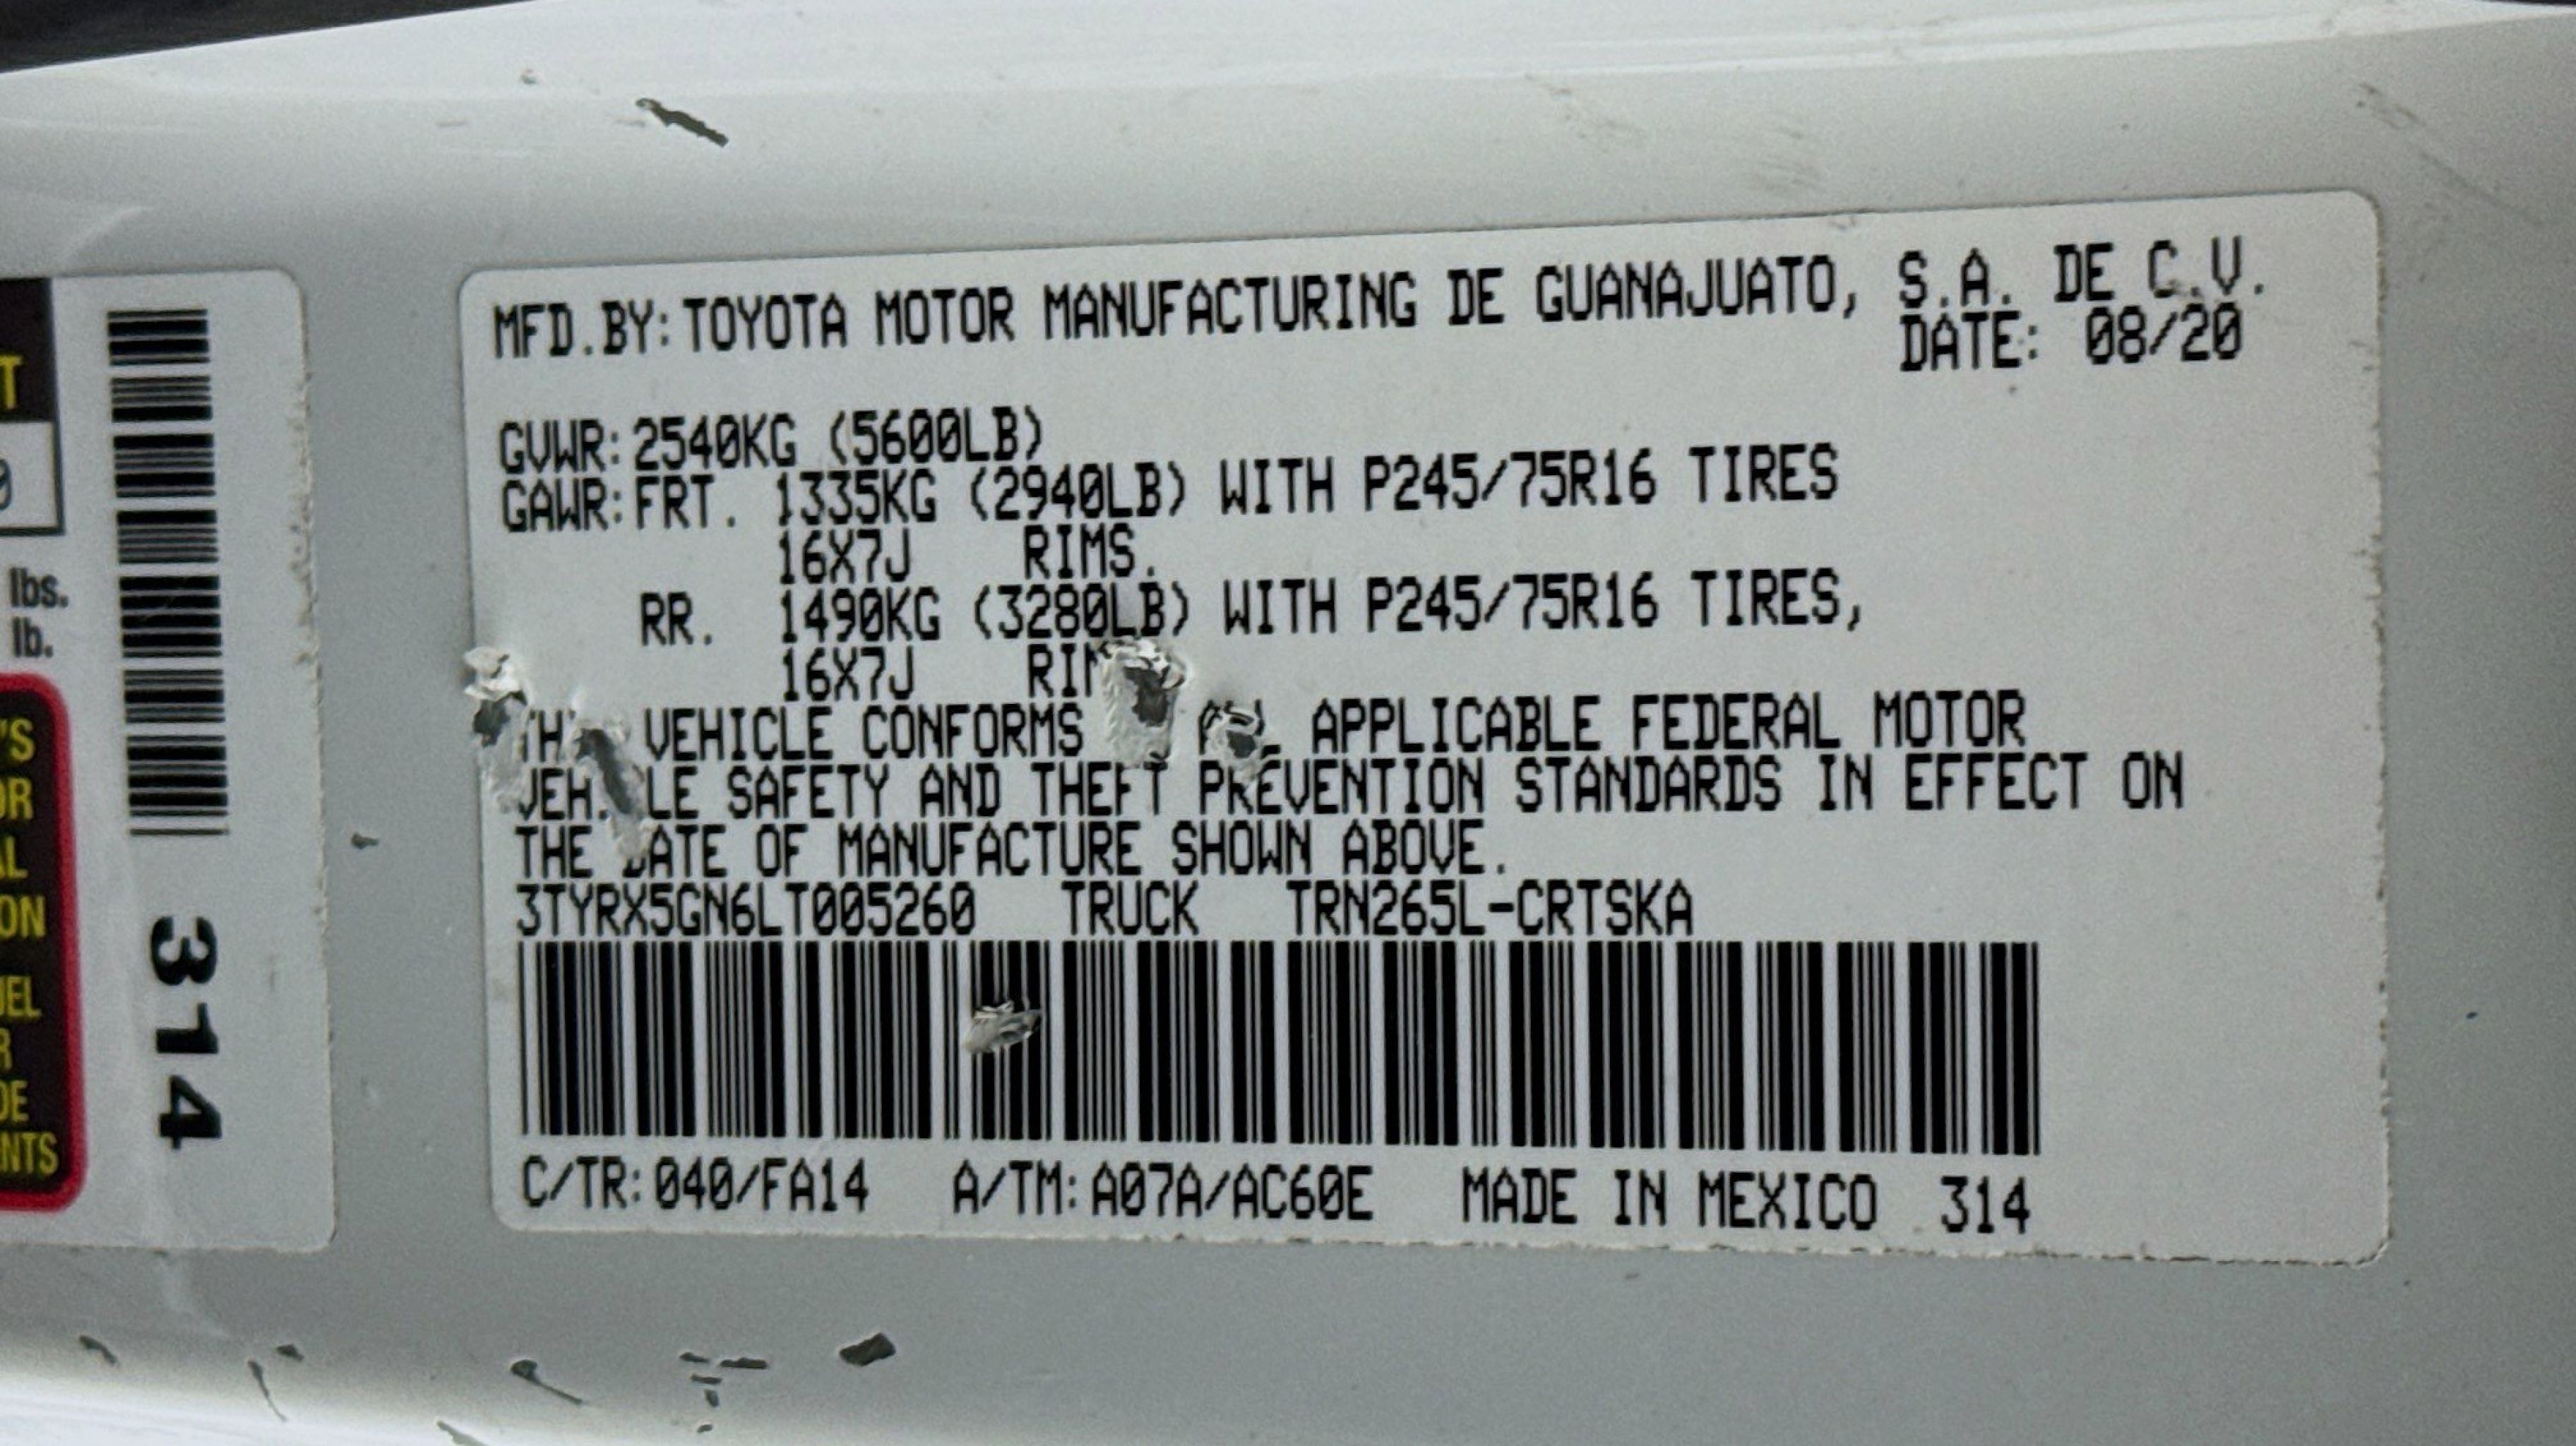 MFD.BY:TOYOTA MOTOR MANUFACTURING DE GUANAJUATO, S.A. DE C.V.
DATE: 08/20
GVWR:2540KG (5600LB)
GAWR:FRT. 1335KG (2940LB) WITH P245/75R16 TIRES
16X7J RIMS.
RR. 1490KG (3280LB) WITH P245/75R16 TIRES,
16X7J
VEHICLE CONFORMS APPLICABLE FEDERAL MOTOR
SAFETY AND THEFT PREVENTION STANDARDS IN EFFECT ON
THE DATE OF MANUFACTURE SHOWN ABOVE.
3TYRX5GN6LT005260 TRUCK TRN265L-CRTSKA
C/TR:040/FA14 A/TM:A07A/AC60E MADE IN MEXICO 314
lbs.
lb.
314